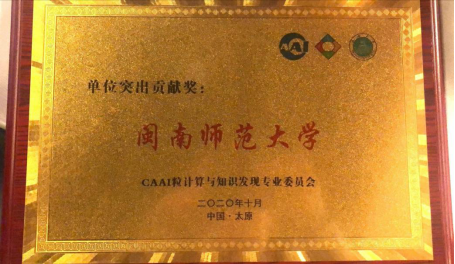 单位突出贡献奖：
闽南师范大学
CAAI粒计算与知识发现专业委员会
二〇二〇年十月
中国·太原